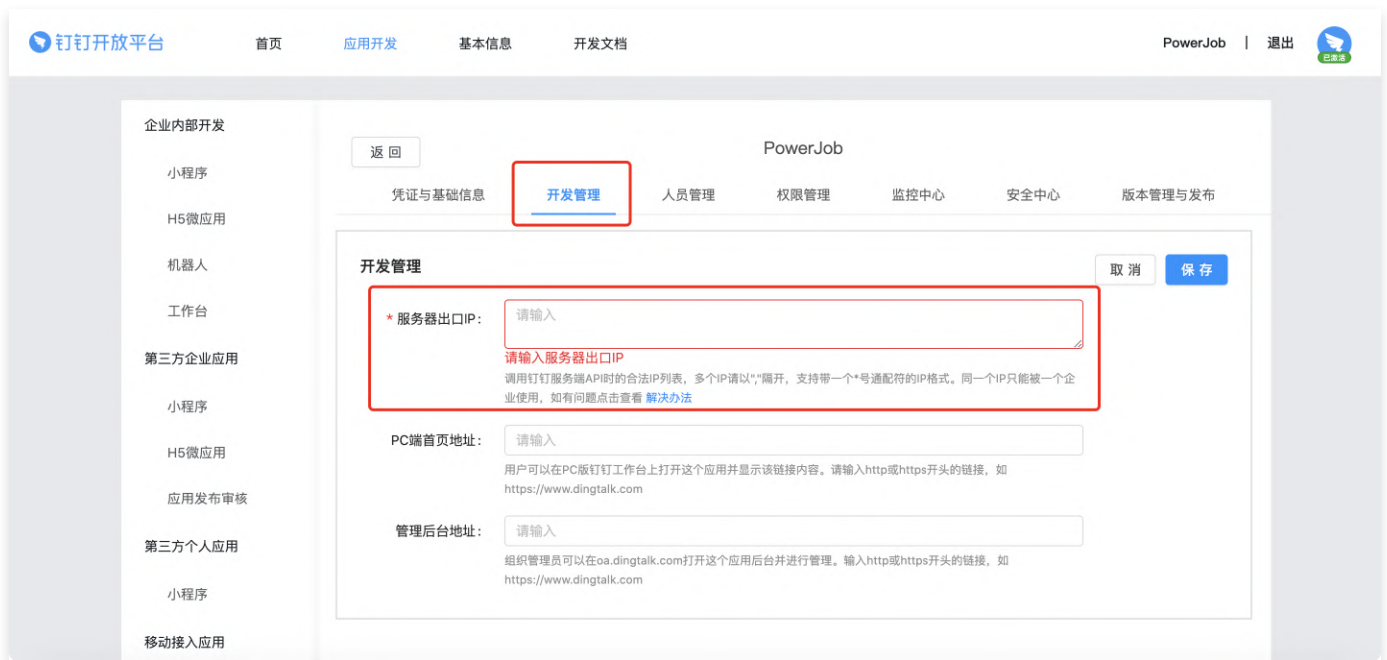 钉钉开放平台
首页
应用开发
基本信息
开发文档
PowerJob | 退出
已激活
企业内部开发
小程序
H5微应用
机器人
工作台
第三方企业应用
小程序
H5微应用
应用发布审核
第三方个人应用
小程序
移动接入应用
返 回
PowerJob
凭证与基础信息
开发管理
人员管理
权限管理
监控中心
安全中心
版本管理与发布
开发管理
取 消
保 存
* 服务器出口IP:
请输入
请输入服务器出口IP
调用钉钉服务端API时的合法IP列表，多个IP请以","隔开，支持带一个*号通配符的IP格式。同一个IP只能被一个企
业使用，如有问题点击查看 解决办法
PC端首页地址:
请输入
用户可以在PC版钉钉工作台上打开这个应用并显示该链接内容。请输入http或https开头的链接，如
https://www.dingtalk.com
管理后台地址:
请输入
组织管理员可以在oa.dingtalk.com打开这个应用后台并进行管理。输入http或https开头的链接，如
https://www.dingtalk.com